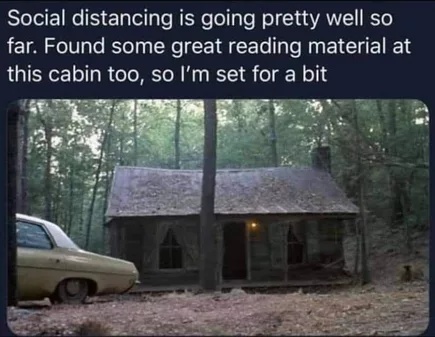 Social distancing is going pretty well so
far. Found some great reading material at
this cabin too, so I'm set for a bit